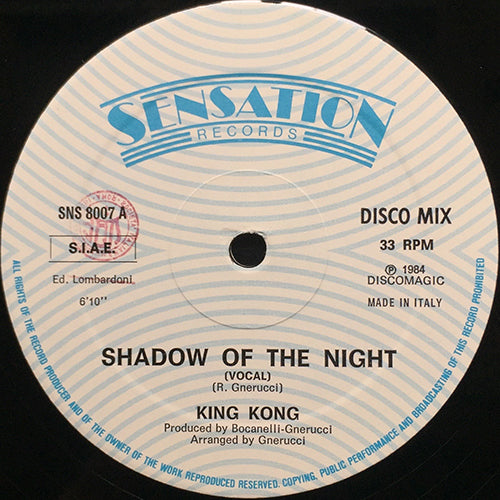 SENSATION
RECORDS
SNS 8007 A
S.I.A.E.
Ed. Lombardoni
6'10"
DISCO MIX
33 RPM
℗ 1984
DISCOMAGIC
MADE IN ITALY
SHADOW OF THE NIGHT
(VOCAL)
(R. Gnerucci)
KING KONG
Produced by Bocanelli-Gnerucci
Arranged by Gnerucci
ALL RIGHTS OF THE RECORD PRODUCER AND OF THE OWNER OF THE WORK REPRODUCED RESERVED. COPYING, PUBLIC PERFORMANCE AND BROADCASTING OF THIS RECORD PROHIBITED